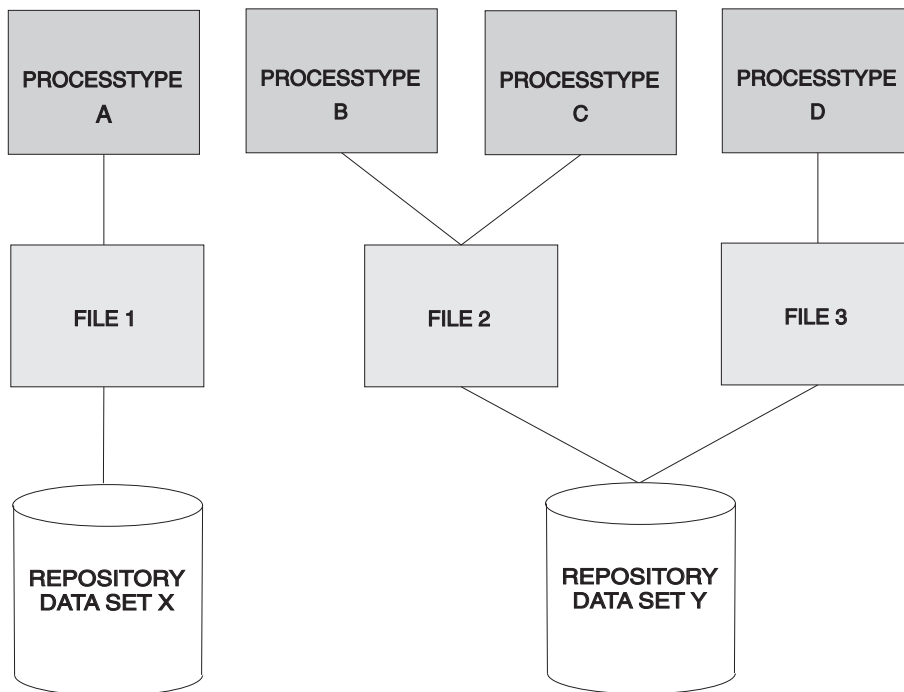 PROCESSTYPE
A
PROCESSTYPE
B
PROCESSTYPE
C
PROCESSTYPE
D
FILE 1
FILE 2
FILE 3
REPOSITORY
DATA SET X
REPOSITORY
DATA SET Y